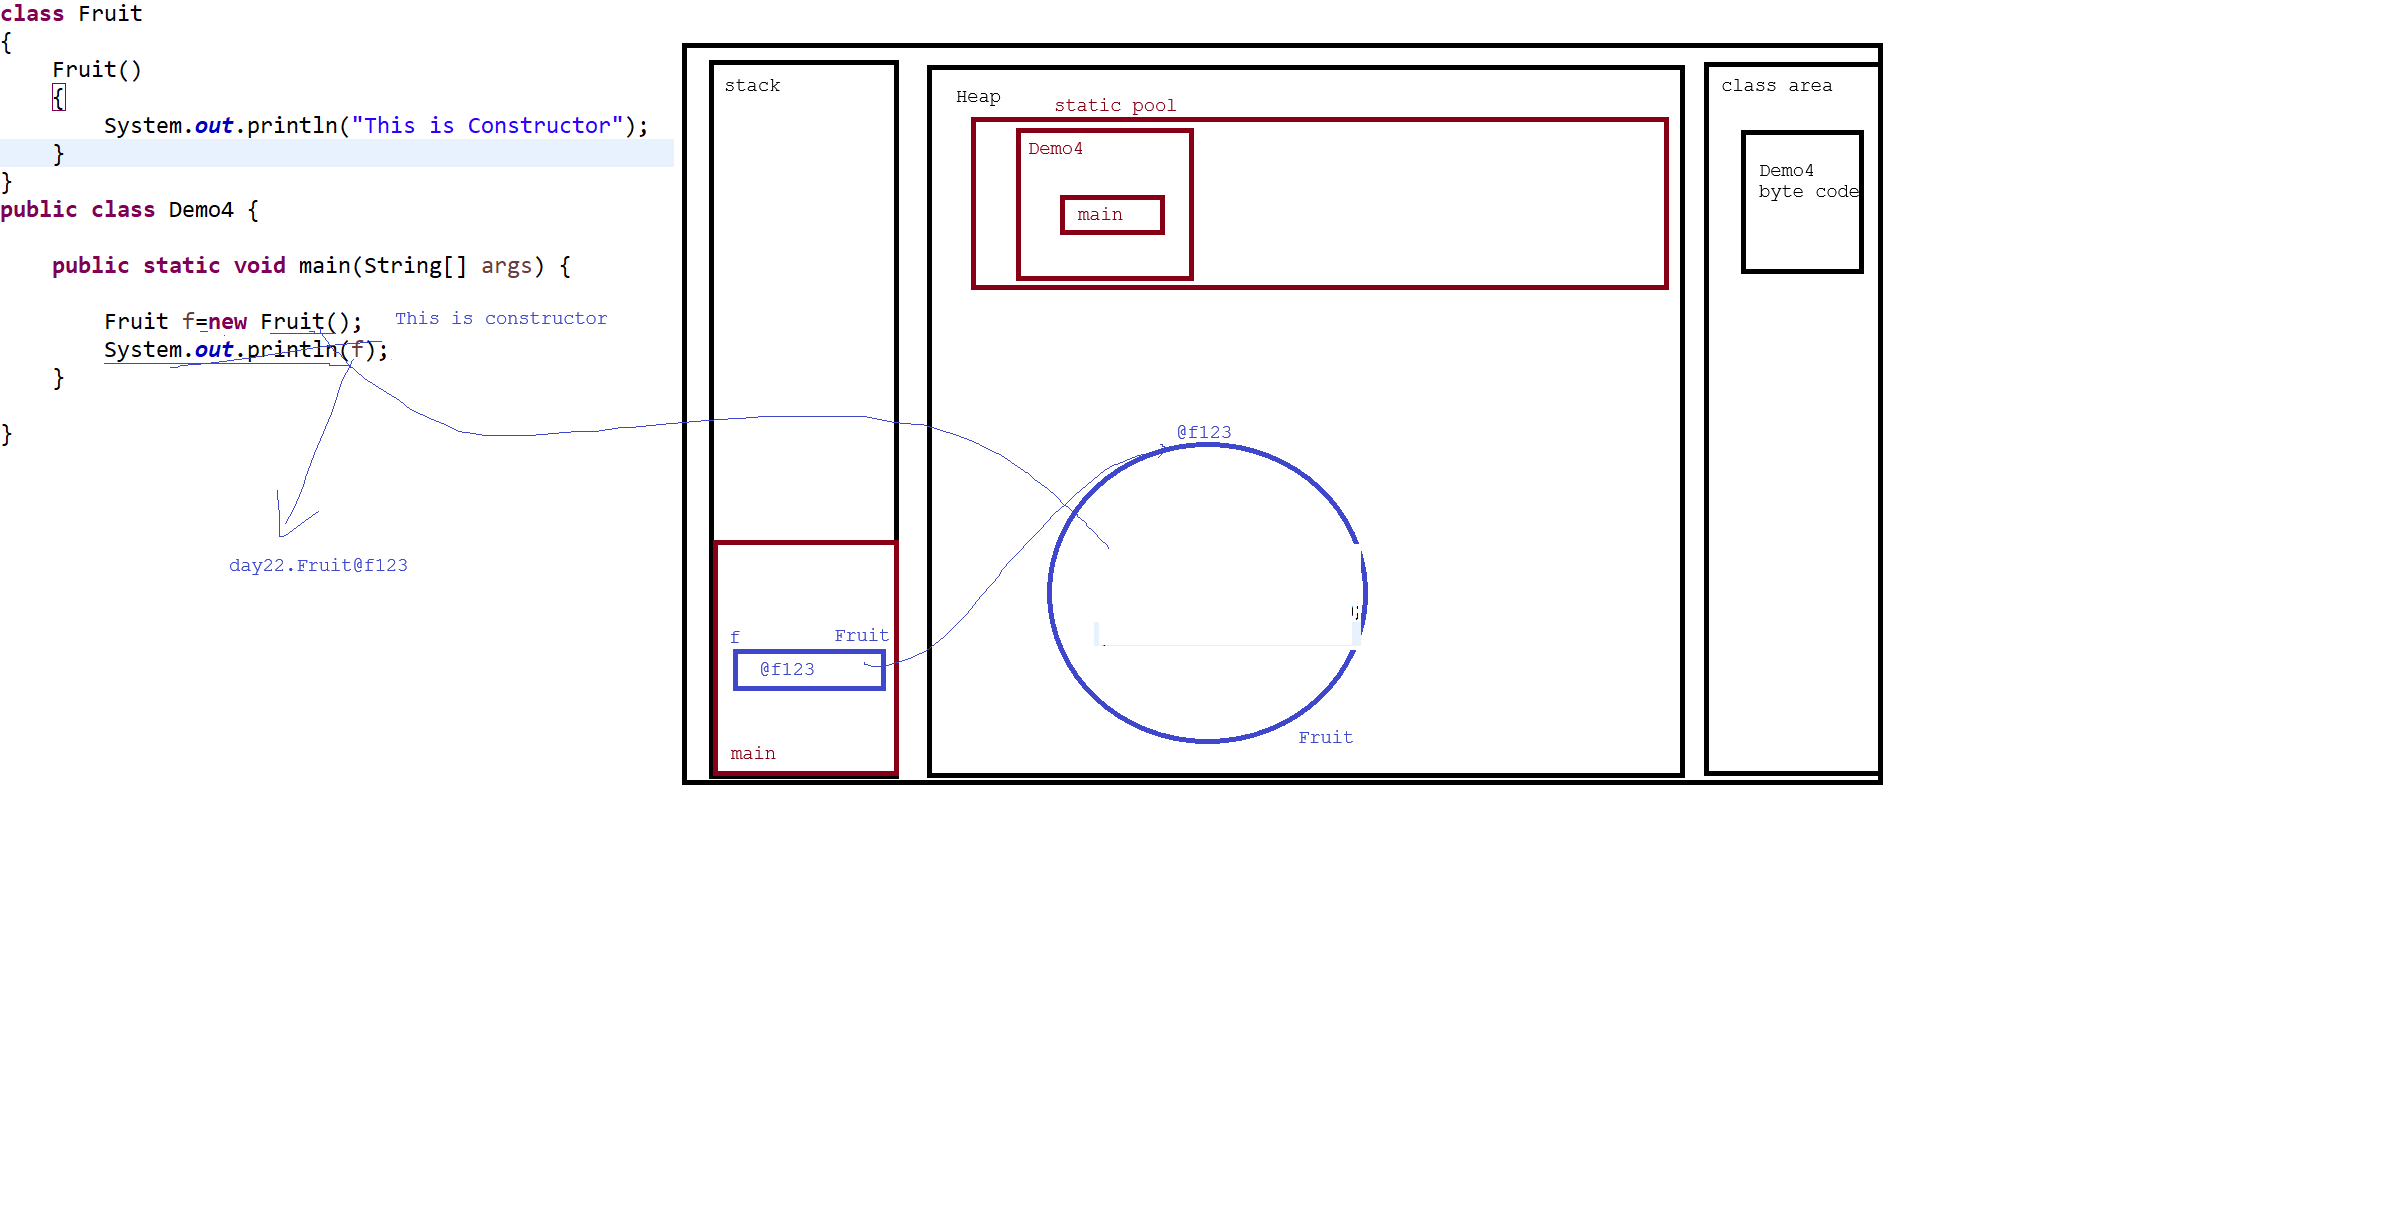 class Fruit
{
Fruit()
{
System.out.println("This is Constructor");
}
}
public class Demo4 {
public static void main(String[] args) {
Fruit f=new Fruit(); This is constructor
System.out.println(f);
}
}
day22.Fruit@f123
stack
f Fruit
@f123
main
Heap
static pool
Demo4
main
@f123
;
Fruit
class area
Demo4
byte code